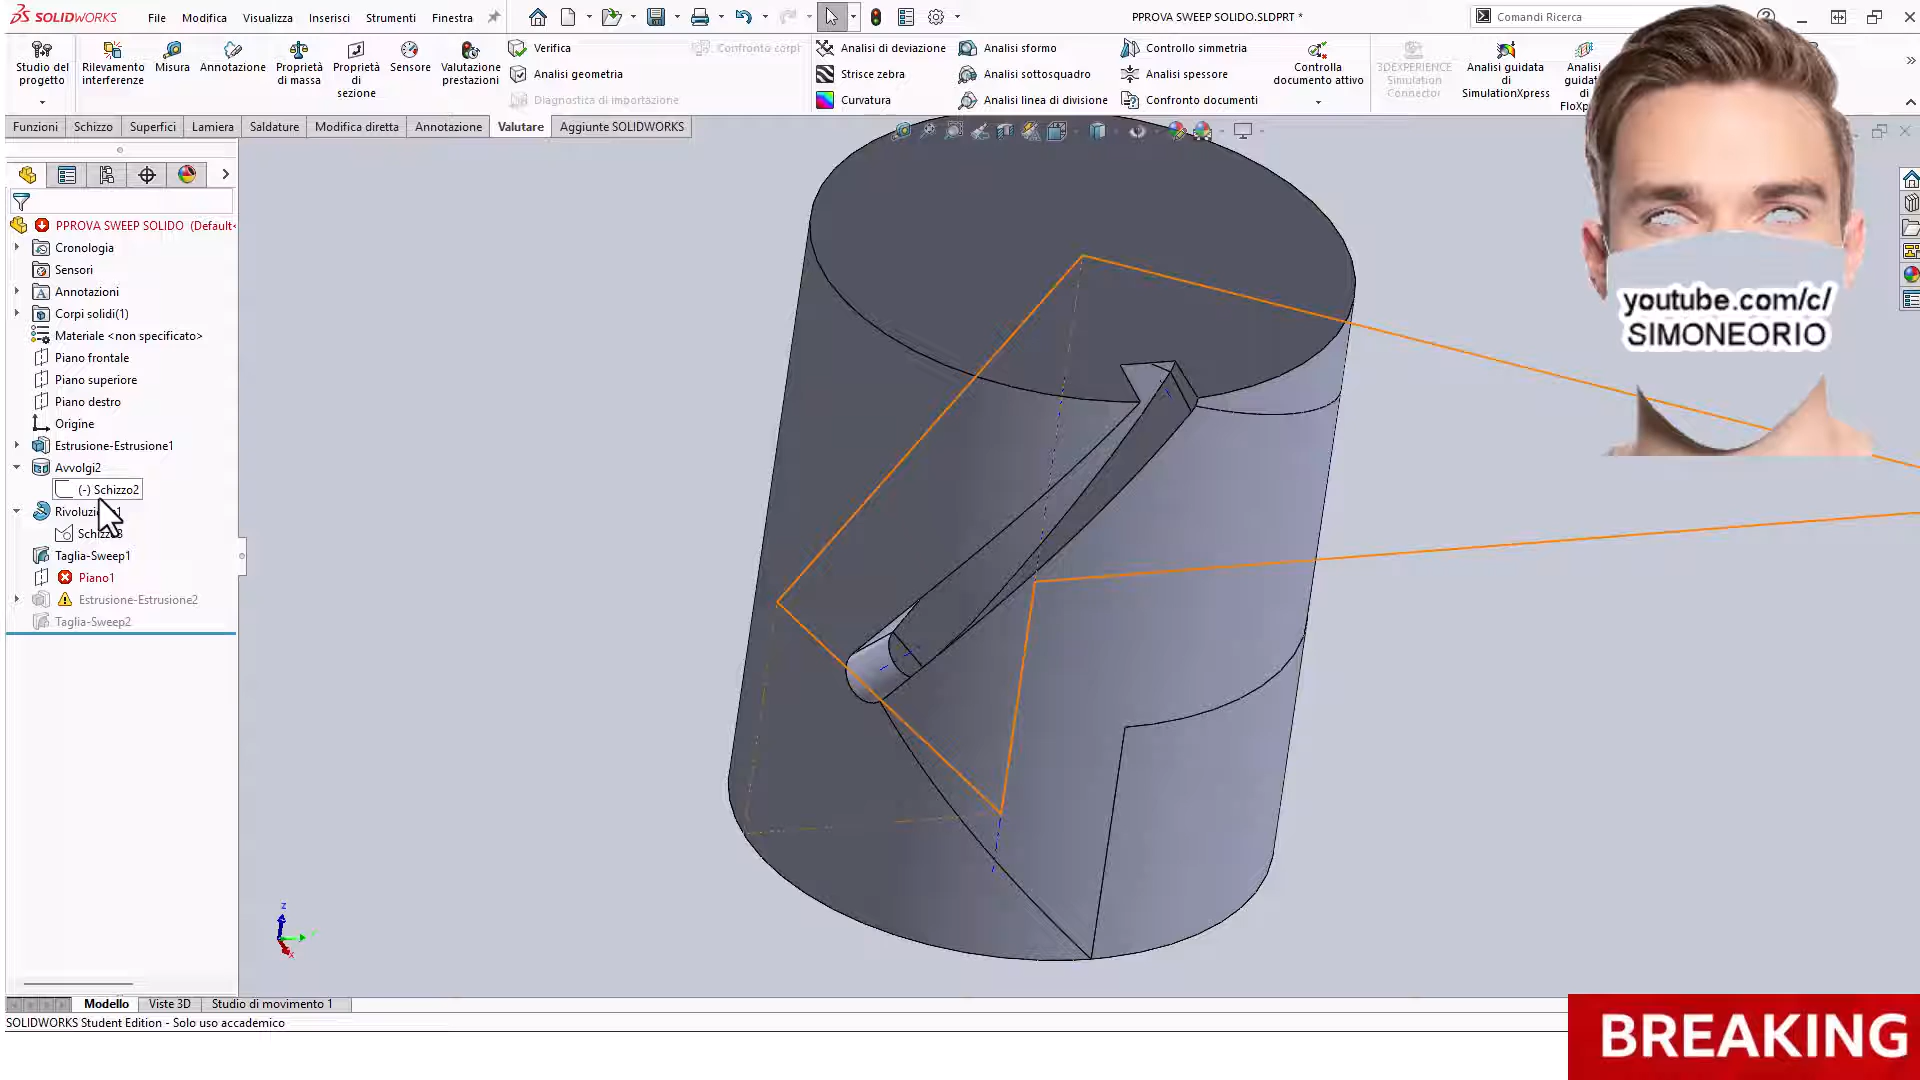 SOLIDWORKS
File
Modifica
Visualizza
Inserisci
Strumenti
Finestra
PPROVA SWEEP SOLIDO.SLDPRT *
Comandi Ricerca
Studio del progetto
Rilevamento interferenze
Misura
Annotazione
Proprietà di massa
Proprietà di sezione
Sensore
Valutazione prestazioni
Verifica
Analisi geometria
Diagnostica di importazione
Confronto corpi
Analisi di deviazione
Strisce zebra
Curvatura
Analisi sformo
Analisi sottosquadro
Analisi linea di divisione
Controllo simmetria
Analisi spessore
Confronto documenti
Controlla documento attivo
3DEXPERIENCE Simulation Connector
Analisi guidata di SimulationXpress
Analisi guidata di
Funzioni
Schizzo
Superfici
Lamiera
Saldature
Modifica diretta
Annotazione
Valutare
Aggiunte SOLIDWORKS
PPROVA SWEEP SOLIDO (Default<
Cronologia
Sensori
Annotazioni
Corpi solidi(1)
Materiale <non specificato>
Piano frontale
Piano superiore
Piano destro
Origine
Estrusione-Estrusione1
Avvolgi2
(-) Schizzo2
Taglia-Sweep1
Piano1
Estrusione-Estrusione2
Taglia-Sweep2
youtube.com/c/
SIMONEORIO
z
Modello
Viste 3D
Studio di movimento 1
SOLIDWORKS Student Edition - Solo uso accademico
BREAKING